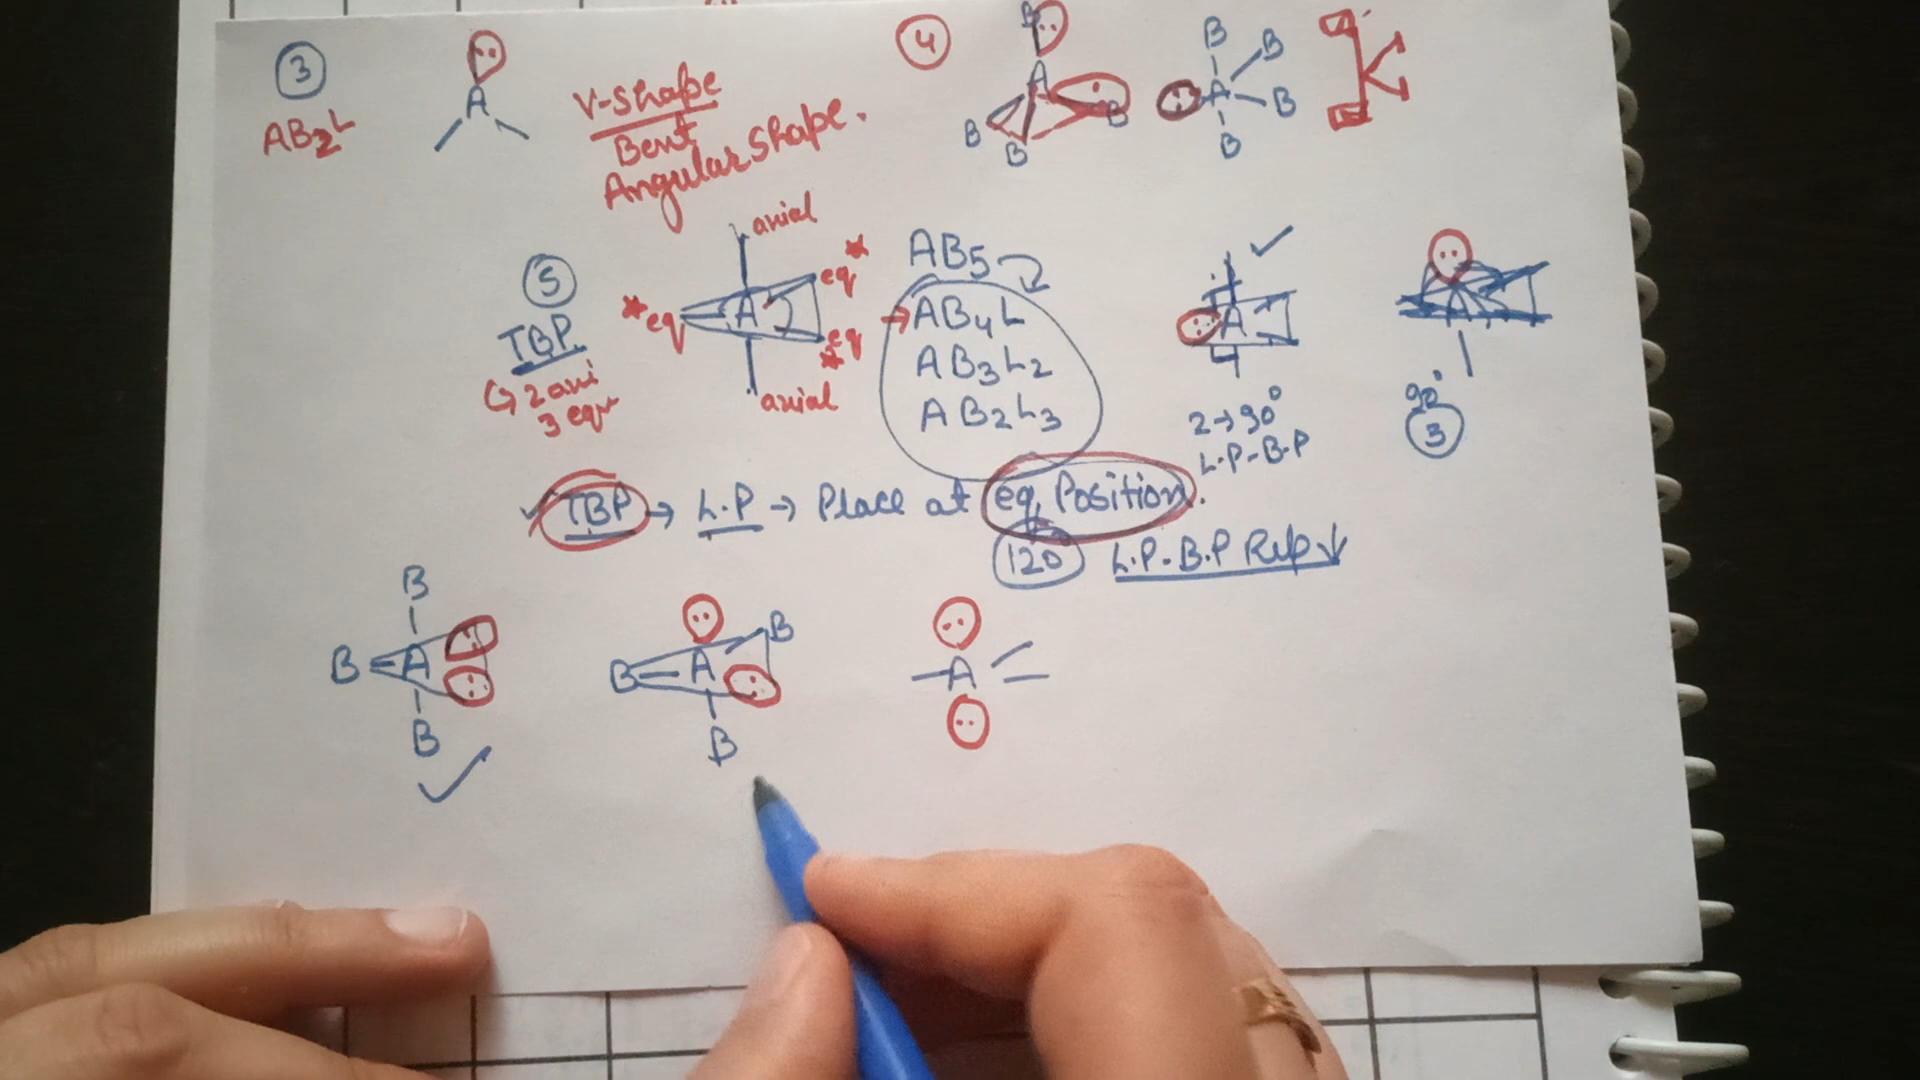 3
AB2L
A
V-Shape
Bent
Angular Shape.
4
B
A
B
B
B
B
B
A
B
B
5
TBP
2 axi
3 equ
axial
eq
A
eq
eq
axial
AB5
AB4L
AB3L2
AB2L3
A
2→90°
L.P-B.P
90°
3
TBP → L.P → Place at eq Position.
120
L.P-B.P Rep↓
B
B A
B
A B
B
B
A